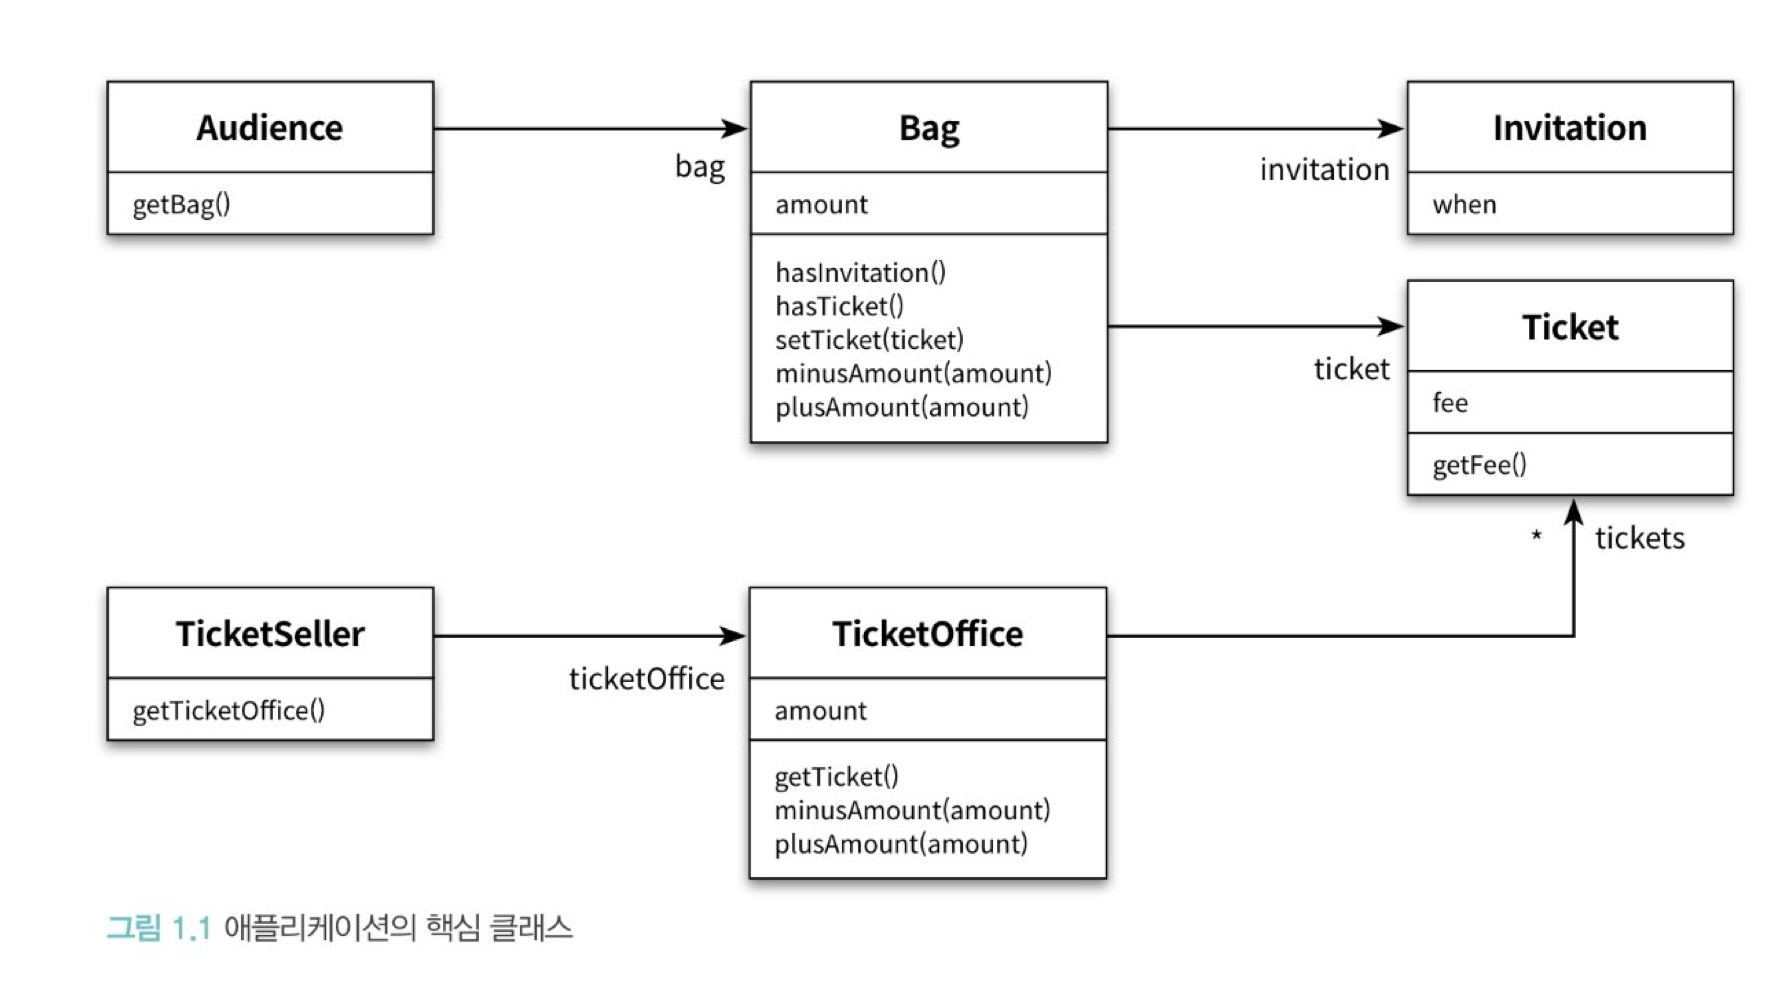 Audience
getBag()
bag
Bag
amount
hasInvitation()
hasTicket()
setTicket(ticket)
minusAmount(amount)
plusAmount(amount)
invitation
Invitation
when
ticket
Ticket
fee
getFee()
* tickets
TicketSeller
getTicketOffice()
ticketOffice
TicketOffice
amount
getTicket()
minusAmount(amount)
plusAmount(amount)
그림 1.1 애플리케이션의 핵심 클래스